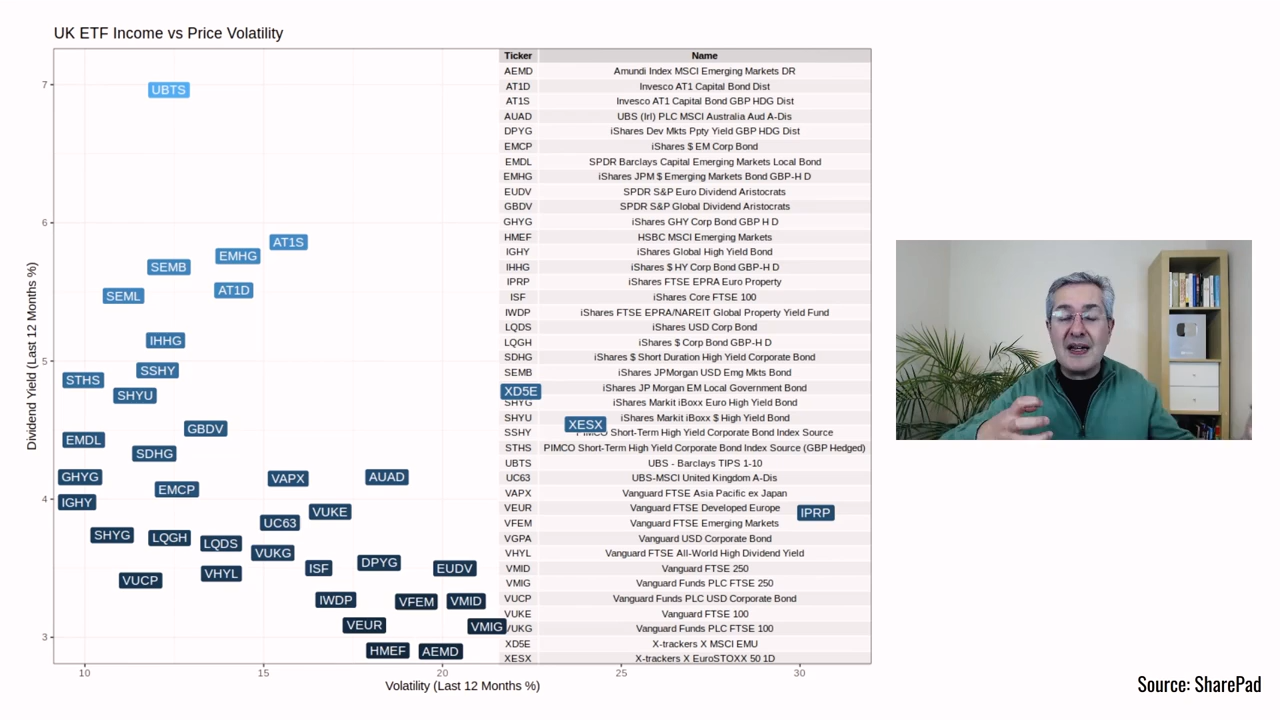 UK ETF Income vs Price Volatility
Dividend Yield (Last 12 Months %)
7
6
5
4
3
UBTS
AT1S
EMHG
SEMB
AT1D
SEML
IHHG
SSHY
STHS
SHYU
XD5E
XESX
GBDV
EMDL
SDHG
GHYG
VAPX
AUAD
EMCP
IGHY
VUKE
IPRP
UC63
SHYG
LQGH
LQDS
VUKG
DPYG
ISF
EUDV
VHYL
VUCP
IWDP
VFEM
VMID
VEUR
VMIG
HMEF
AEMD
10
15
20
25
30
Volatility (Last 12 Months %)
Ticker Name
AEMD Amundi Index MSCI Emerging Markets DR
AT1D Invesco AT1 Capital Bond Dist
AT1S Invesco AT1 Capital Bond GBP HDG Dist
AUAD UBS (Irl) PLC MSCI Australia Aud A-Dis
DPYG iShares Dev Mkts Ppty Yield GBP HDG Dist
EMCP iShares $ EM Corp Bond
EMDL SPDR Barclays Capital Emerging Markets Local Bond
EMHG iShares JPM $ Emerging Markets Bond GBP-H D
EUDV SPDR S&P Euro Dividend Aristocrats
GBDV SPDR S&P Global Dividend Aristocrats
GHYG iShares GHY Corp Bond GBP H D
HMEF HSBC MSCI Emerging Markets
IGHY iShares Global High Yield Bond
IHHG iShares $ HY Corp Bond GBP-H D
IPRP iShares FTSE EPRA Euro Property
ISF iShares Core FTSE 100
IWDP iShares FTSE EPRA/NAREIT Global Property Yield Fund
LQDS iShares USD Corp Bond
LQGH iShares $ Corp Bond GBP-H D
SDHG iShares $ Short Duration High Yield Corporate Bond
SEMB iShares JPMorgan USD Emg Mkts Bond
iShares JP Morgan EM Local Government Bond
SHYG iShares Markit iBoxx Euro High Yield Bond
SHYU iShares Markit iBoxx $ High Yield Bond
SSHY PIMCO Short-Term High Yield Corporate Bond Index Source
STHS PIMCO Short-Term High Yield Corporate Bond Index Source (GBP Hedged)
UBTS UBS - Barclays TIPS 1-10
UC63 UBS-MSCI United Kingdom A-Dis
VAPX Vanguard FTSE Asia Pacific ex Japan
VEUR Vanguard FTSE Developed Europe
VFEM Vanguard FTSE Emerging Markets
VGPA Vanguard USD Corporate Bond
VHYL Vanguard FTSE All-World High Dividend Yield
VMID Vanguard FTSE 250
VMIG Vanguard Funds PLC FTSE 250
VUCP Vanguard Funds PLC USD Corporate Bond
VUKE Vanguard FTSE 100
VUKG Vanguard Funds PLC FTSE 100
XD5E X-trackers X MSCI EMU
XESX X-trackers X EuroSTOXX 50 1D
Source: SharePad